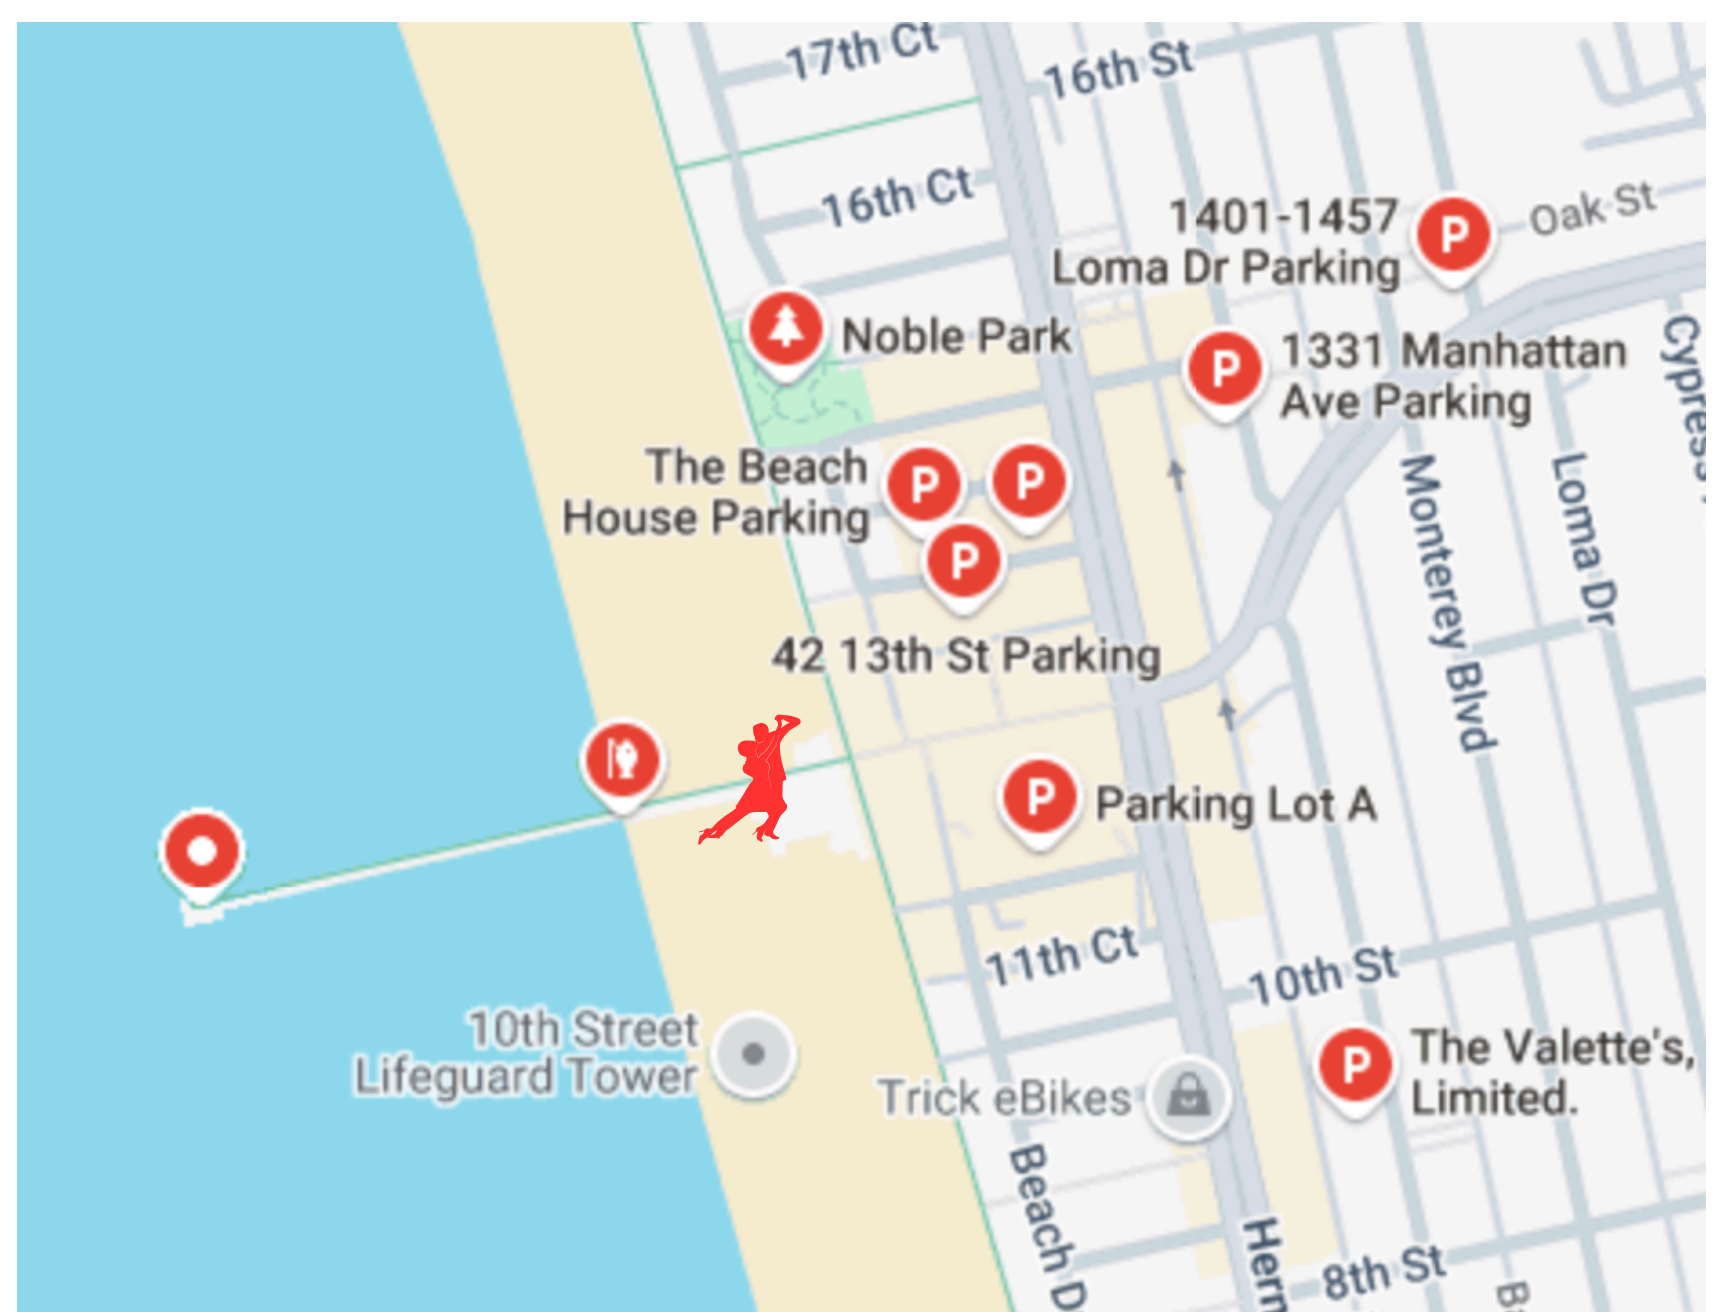 17th Ct
16th St
16th Ct
1401-1457
Loma Dr Parking
P
Oak St
Noble Park
P
1331 Manhattan
Ave Parking
Cypress
The Beach
House Parking
P
P
P
42 13th St Parking
Monterey Blvd
Loma Dr
P
Parking Lot A
11th Ct
10th St
10th Street
Lifeguard Tower
Trick eBikes
P
The Valette's,
Limited.
Beach D
Herm
8th St
B